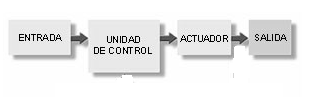 ENTRADA
UNIDAD
DE CONTROL
ACTUADOR
SALIDA